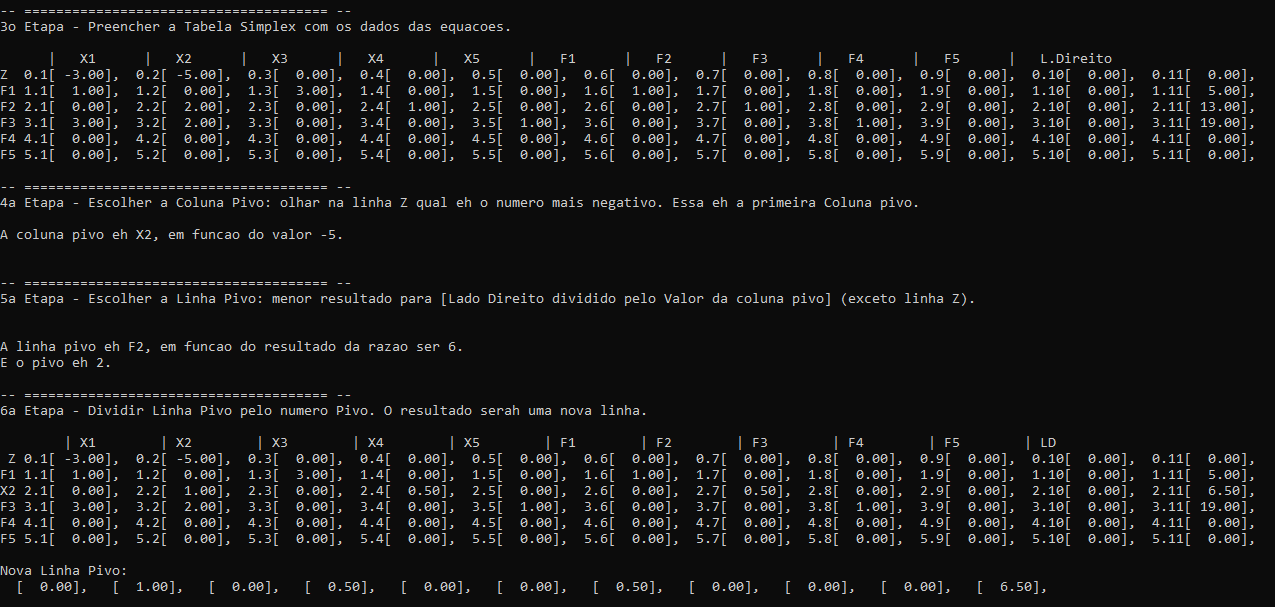 -- ====================================== --
3o Etapa - Preencher a Tabela Simplex com os dados das equacoes.
      |   X1      |   X2      |   X3      |   X4      |   X5      |   F1      |   F2      |   F3      |   F4      |   F5      |   L.Direito
Z  0.1[ -3.00],  0.2[ -5.00],  0.3[  0.00],  0.4[  0.00],  0.5[  0.00],  0.6[  0.00],  0.7[  0.00],  0.8[  0.00],  0.9[  0.00],  0.10[  0.00],  0.11[  0.00],
F1 1.1[  1.00],  1.2[  0.00],  1.3[  3.00],  1.4[  0.00],  1.5[  0.00],  1.6[  1.00],  1.7[  0.00],  1.8[  0.00],  1.9[  0.00],  1.10[  0.00],  1.11[  5.00],
F2 2.1[  0.00],  2.2[  2.00],  2.3[  0.00],  2.4[  1.00],  2.5[  0.00],  2.6[  0.00],  2.7[  1.00],  2.8[  0.00],  2.9[  0.00],  2.10[  0.00],  2.11[ 13.00],
F3 3.1[  3.00],  3.2[  2.00],  3.3[  0.00],  3.4[  0.00],  3.5[  1.00],  3.6[  0.00],  3.7[  0.00],  3.8[  1.00],  3.9[  0.00],  3.10[  0.00],  3.11[ 19.00],
F4 4.1[  0.00],  4.2[  0.00],  4.3[  0.00],  4.4[  0.00],  4.5[  0.00],  4.6[  0.00],  4.7[  0.00],  4.8[  0.00],  4.9[  0.00],  4.10[  0.00],  4.11[  0.00],
F5 5.1[  0.00],  5.2[  0.00],  5.3[  0.00],  5.4[  0.00],  5.5[  0.00],  5.6[  0.00],  5.7[  0.00],  5.8[  0.00],  5.9[  0.00],  5.10[  0.00],  5.11[  0.00],
-- ====================================== --
4a Etapa - Escolher a Coluna Pivo: olhar na linha Z qual eh o numero mais negativo. Essa eh a primeira Coluna pivo.
A coluna pivo eh X2, em funcao do valor -5.
-- ====================================== --
5a Etapa - Escolher a Linha Pivo: menor resultado para [Lado Direito dividido pelo Valor da coluna pivo] (exceto linha Z).
A linha pivo eh F2, em funcao do resultado da razao ser 6.
E o pivo eh 2.
-- ====================================== --
6a Etapa - Dividir Linha Pivo pelo numero Pivo. O resultado serah uma nova linha.
        | X1        | X2        | X3        | X4        | X5        | F1        | F2        | F3        | F4        | F5        | LD
 Z 0.1[ -3.00],  0.2[ -5.00],  0.3[  0.00],  0.4[  0.00],  0.5[  0.00],  0.6[  0.00],  0.7[  0.00],  0.8[  0.00],  0.9[  0.00],  0.10[  0.00],  0.11[  0.00],
F1 1.1[  1.00],  1.2[  0.00],  1.3[  3.00],  1.4[  0.00],  1.5[  0.00],  1.6[  1.00],  1.7[  0.00],  1.8[  0.00],  1.9[  0.00],  1.10[  0.00],  1.11[  5.00],
X2 2.1[  0.00],  2.2[  1.00],  2.3[  0.00],  2.4[  0.50],  2.5[  0.00],  2.6[  0.00],  2.7[  0.50],  2.8[  0.00],  2.9[  0.00],  2.10[  0.00],  2.11[  6.50],
F3 3.1[  3.00],  3.2[  2.00],  3.3[  0.00],  3.4[  0.00],  3.5[  1.00],  3.6[  0.00],  3.7[  0.00],  3.8[  1.00],  3.9[  0.00],  3.10[  0.00],  3.11[ 19.00],
F4 4.1[  0.00],  4.2[  0.00],  4.3[  0.00],  4.4[  0.00],  4.5[  0.00],  4.6[  0.00],  4.7[  0.00],  4.8[  0.00],  4.9[  0.00],  4.10[  0.00],  4.11[  0.00],
F5 5.1[  0.00],  5.2[  0.00],  5.3[  0.00],  5.4[  0.00],  5.5[  0.00],  5.6[  0.00],  5.7[  0.00],  5.8[  0.00],  5.9[  0.00],  5.10[  0.00],  5.11[  0.00],
Nova Linha Pivo:
  [  0.00],   [  1.00],   [  0.00],   [  0.50],   [  0.00],   [  0.00],   [  0.50],   [  0.00],   [  0.00],   [  0.00],   [  6.50],